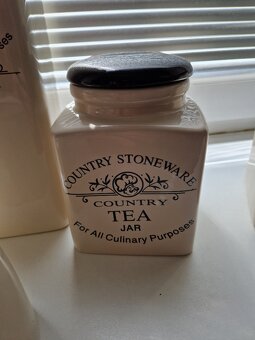 COUNTRY STONEWARE
COUNTRY
TEA
JAR
For All Culinary Purposes